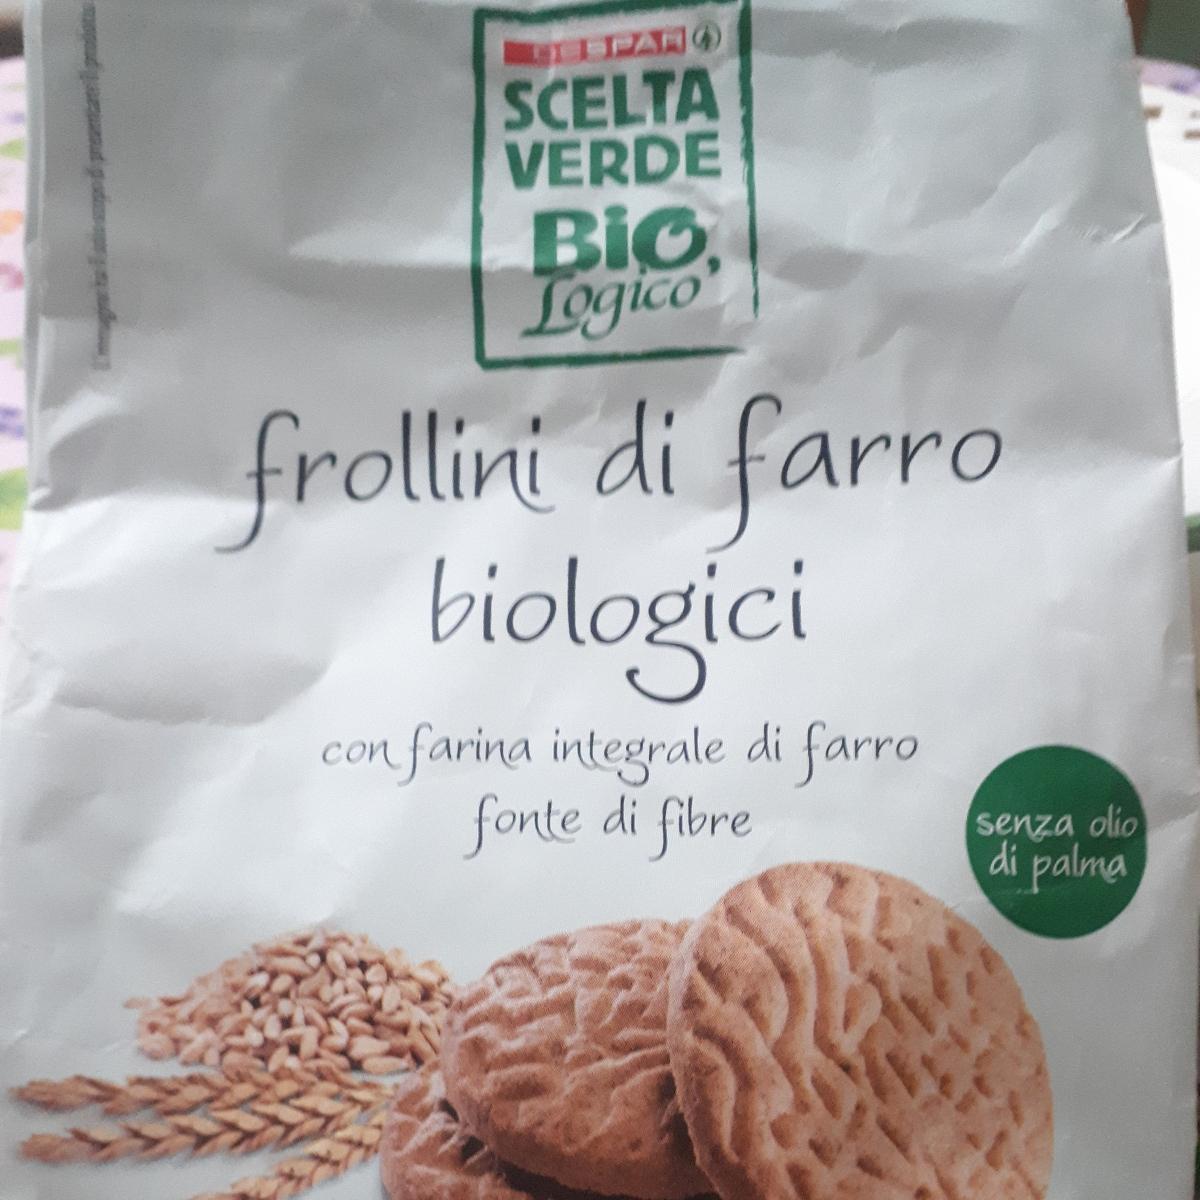 DESPAR
SCELTA
VERDE
BiO,
Logico
frollini di farro
biologici
con farina integrale di farro
fonte di fibre
senza olio
di palma